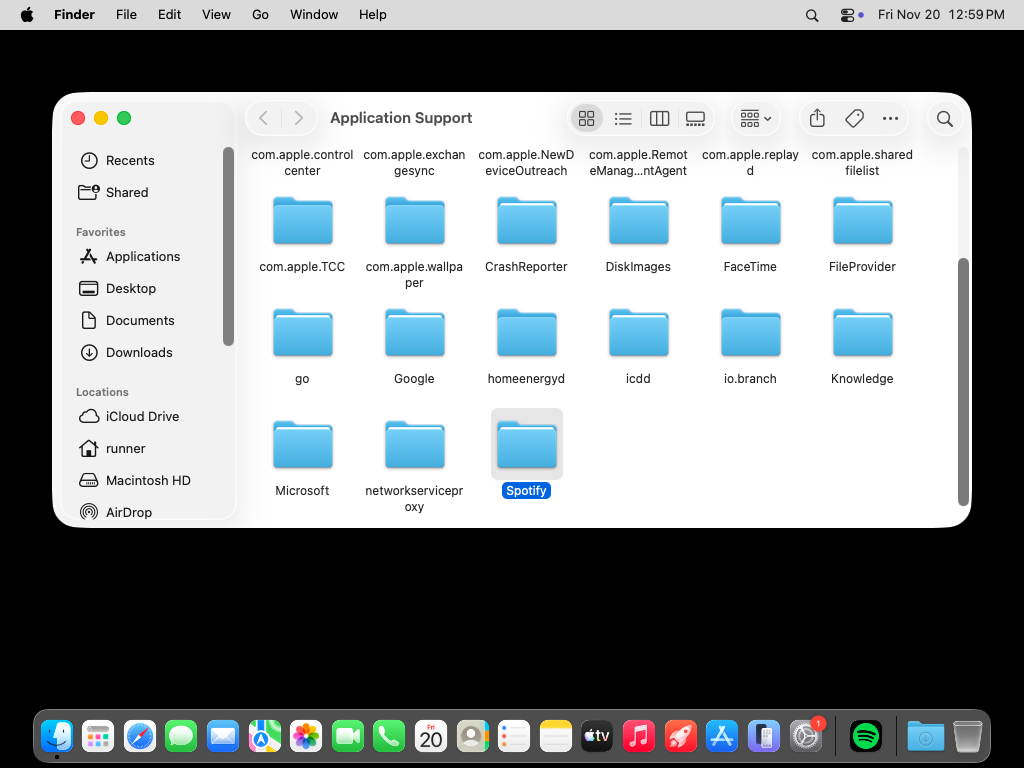 Finder File Edit View Go Window Help Fri Nov 20 12:59 PM
Application Support
Recents
Shared
Favorites
Applications
Desktop
Documents
Downloads
Locations
iCloud Drive
runner
Macintosh HD
AirDrop
com.apple.control
center
com.apple.exchan
gesync
com.apple.NewD
eviceOutreach
com.apple.Remot
eManag...ntAgent
com.apple.replay
d
com.apple.shared
filelist
com.apple.TCC
com.apple.wallpa
per
CrashReporter
DiskImages
FaceTime
FileProvider
go
Google
homeenergyd
icdd
io.branch
Knowledge
Microsoft
networkservicepr
oxy
Spotify
Fri
20
tv
1